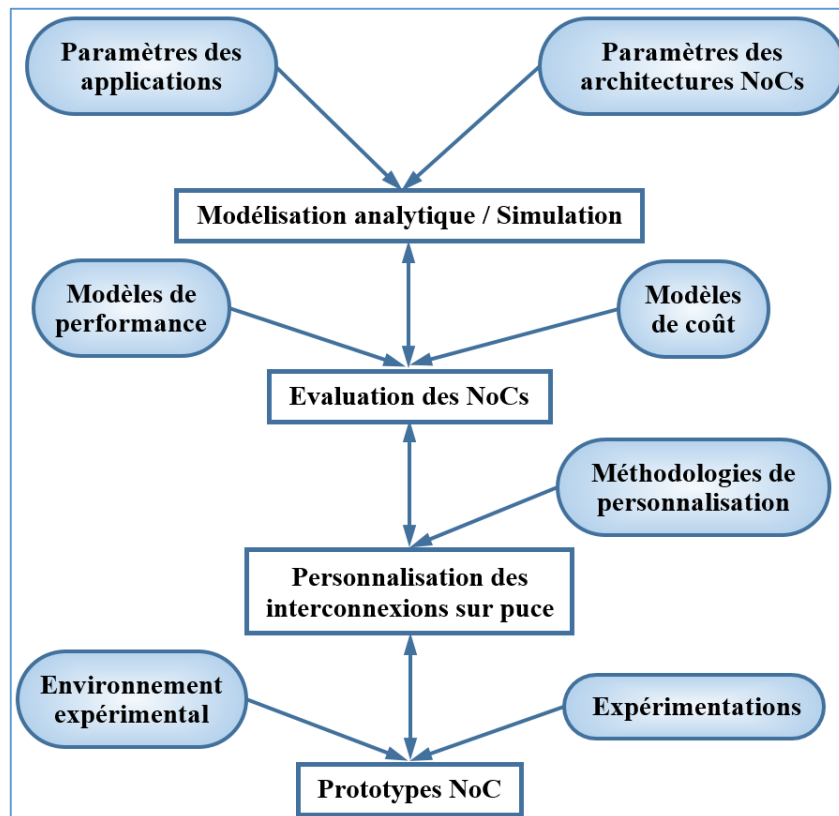 Paramètres des
applications
Paramètres des
architectures NoCs
Modélisation analytique / Simulation
Modèles de
performance
Modèles
de coût
Evaluation des NoCs
Méthodologies de
personnalisation
Personnalisation des
interconnexions sur puce
Environnement
expérimental
Expérimentations
Prototypes NoC